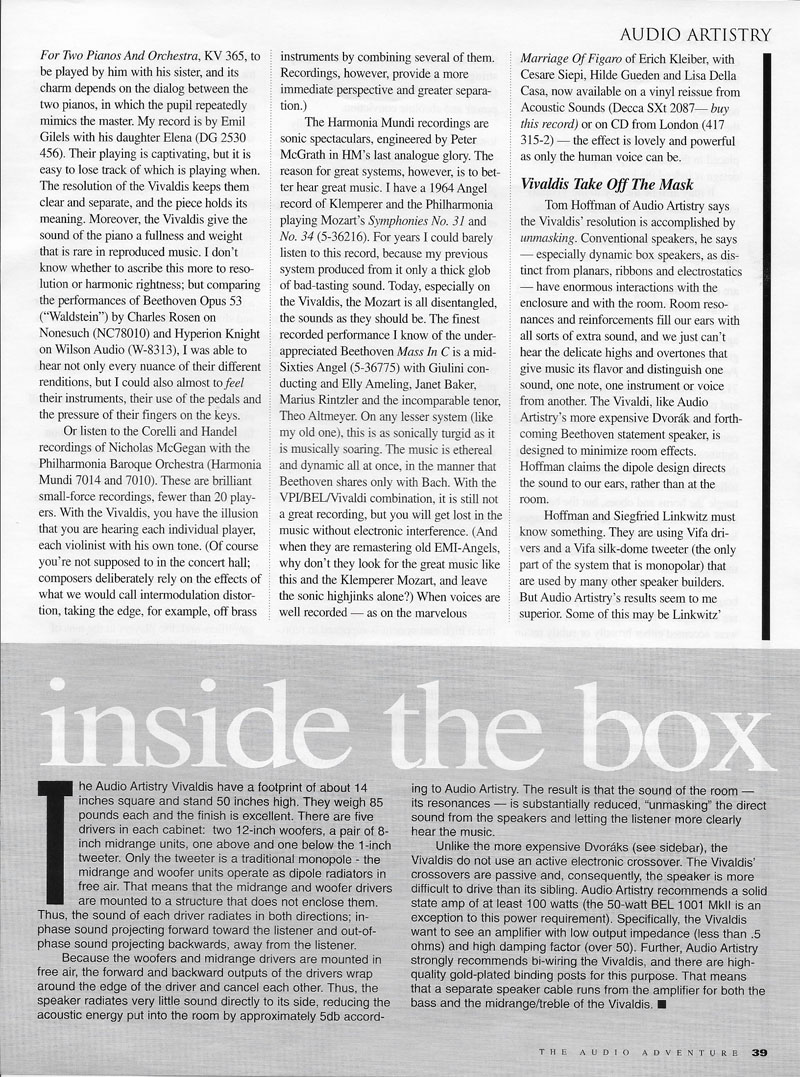 AUDIO ARTISTRY
For Two Pianos And Orchestra, KV 365, to
be played by him with his sister, and its
charm depends on the dialog between the
two pianos, in which the pupil repeatedly
mimics the master. My record is by Emil
Gilels with his daughter Elena (DG 2530
456). Their playing is captivating, but it is
easy to lose track of which is playing when.
The resolution of the Vivaldis keeps them
clear and separate, and the piece holds its
meaning. Moreover, the Vivaldis give the
sound of the piano a fullness and weight
that is rare in reproduced music. I don't
know whether to ascribe this more to reso-
lution or harmonic rightness; but comparing
the performances of Beethoven Opus 53
("Waldstein") by Charles Rosen on
Nonesuch (NC78010) and Hyperion Knight
on Wilson Audio (W-8313), I was able to
hear not only every nuance of their different
renditions, but I could also almost to feel
their instruments, their use of the pedals and
the pressure of their fingers on the keys.
Or listen to the Corelli and Handel
recordings of Nicholas McGegan with the
Philharmonia Baroque Orchestra (Harmonia
Mundi 7014 and 7010). These are brilliant
small-force recordings, fewer than 20 play-
ers. With the Vivaldis, you have the illusion
that you are hearing each individual player,
each violinist with his own tone. (Of course
you're not supposed to in the concert hall;
composers deliberately rely on the effects of
what we would call intermodulation distor-
tion, taking the edge, for example, off brass
instruments by combining several of them.
Recordings, however, provide a more
immediate perspective and greater separa-
tion.)
The Harmonia Mundi recordings are
sonic spectaculars, engineered by Peter
McGrath in HM's last analogue glory. The
reason for great systems, however, is to bet-
ter hear great music. I have a 1964 Angel
record of Klemperer and the Philharmonia
playing Mozart's Symphonies No. 31 and
No. 34 (5-36216). For years I could barely
listen to this record, because my previous
system produced from it only a thick glob
of bad-tasting sound. Today, especially on
the Vivaldis, the Mozart is all disentangled,
the sounds as they should be. The finest
recorded performance I know of the under-
appreciated Beethoven Mass In C is a mid-
Sixties Angel (5-36775) with Giulini con-
ducting and Elly Ameling, Janet Baker,
Marius Rintzler and the incomparable tenor,
Theo Altmeyer. On any lesser system (like
my old one), this is as sonically turgid as it
is musically soaring. The music is ethereal
and dynamic all at once, in the manner that
Beethoven shares only with Bach. With the
VPI/BEL/Vivaldi combination, it is still not
a great recording, but you will get lost in the
music without electronic interference. (And
when they are remastering old EMI-Angels,
why don't they look for the great music like
this and the Klemperer Mozart, and leave
the sonic highjinks alone?) When voices are
well recorded — as on the marvelous
Marriage Of Figaro of Erich Kleiber, with
Cesare Siepi, Hilde Gueden and Lisa Della
Casa, now available on a vinyl reissue from
Acoustic Sounds (Decca SXt 2087— buy
this record) or on CD from London (417
315-2) — the effect is lovely and powerful
as only the human voice can be.
Vivaldis Take Off The Mask
Tom Hoffman of Audio Artistry says
the Vivaldis' resolution is accomplished by
unmasking. Conventional speakers, he says
— especially dynamic box speakers, as dis-
tinct from planars, ribbons and electrostatics
— have enormous interactions with the
enclosure and with the room. Room reso-
nances and reinforcements fill our ears with
all sorts of extra sound, and we just can't
hear the delicate highs and overtones that
give music its flavor and distinguish one
sound, one note, one instrument or voice
from another. The Vivaldi, like Audio
Artistry's more expensive Dvorák and forth-
coming Beethoven statement speaker, is
designed to minimize room effects.
Hoffman claims the dipole design directs
the sound to our ears, rather than at the
room.
Hoffman and Siegfried Linkwitz must
know something. They are using Vifa dri-
vers and a Vifa silk-dome tweeter (the only
part of the system that is monopolar) that
are used by many other speaker builders.
But Audio Artistry's results seem to me
superior. Some of this may be Linkwitz'
inside the box
The Audio Artistry Vivaldis have a footprint of about 14
inches square and stand 50 inches high. They weigh 85
pounds each and the finish is excellent. There are five
drivers in each cabinet: two 12-inch woofers, a pair of 8-
inch midrange units, one above and one below the 1-inch
tweeter. Only the tweeter is a traditional monopole - the
midrange and woofer units operate as dipole radiators in
free air. That means that the midrange and woofer drivers
are mounted to a structure that does not enclose them.
Thus, the sound of each driver radiates in both directions; in-
phase sound projecting forward toward the listener and out-of-
phase sound projecting backwards, away from the listener.
Because the woofers and midrange drivers are mounted in
free air, the forward and backward outputs of the drivers wrap
around the edge of the driver and cancel each other. Thus, the
speaker radiates very little sound directly to its side, reducing the
acoustic energy put into the room by approximately 5db accord-
ing to Audio Artistry. The result is that the sound of the room —
its resonances — is substantially reduced, "unmasking" the direct
sound from the speakers and letting the listener more clearly
hear the music.
Unlike the more expensive Dvoráks (see sidebar), the
Vivaldis do not use an active electronic crossover. The Vivaldis'
crossovers are passive and, consequently, the speaker is more
difficult to drive than its sibling. Audio Artistry recommends a solid
state amp of at least 100 watts (the 50-watt BEL 1001 MkII is an
exception to this power requirement). Specifically, the Vivaldis
want to see an amplifier with low output impedance (less than .5
ohms) and high damping factor (over 50). Further, Audio Artistry
strongly recommends bi-wiring the Vivaldis, and there are high-
quality gold-plated binding posts for this purpose. That means
that a separate speaker cable runs from the amplifier for both the
bass and the midrange/treble of the Vivaldis. ■
THE AUDIO ADVENTURE 39